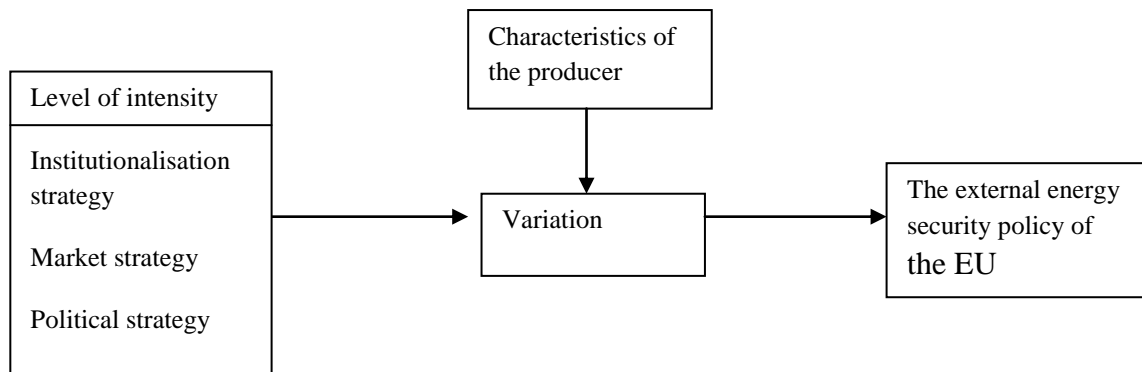 Characteristics of
the producer
Level of intensity
Institutionalisation
strategy
Market strategy
Political strategy
Variation
The external energy
security policy of
the EU